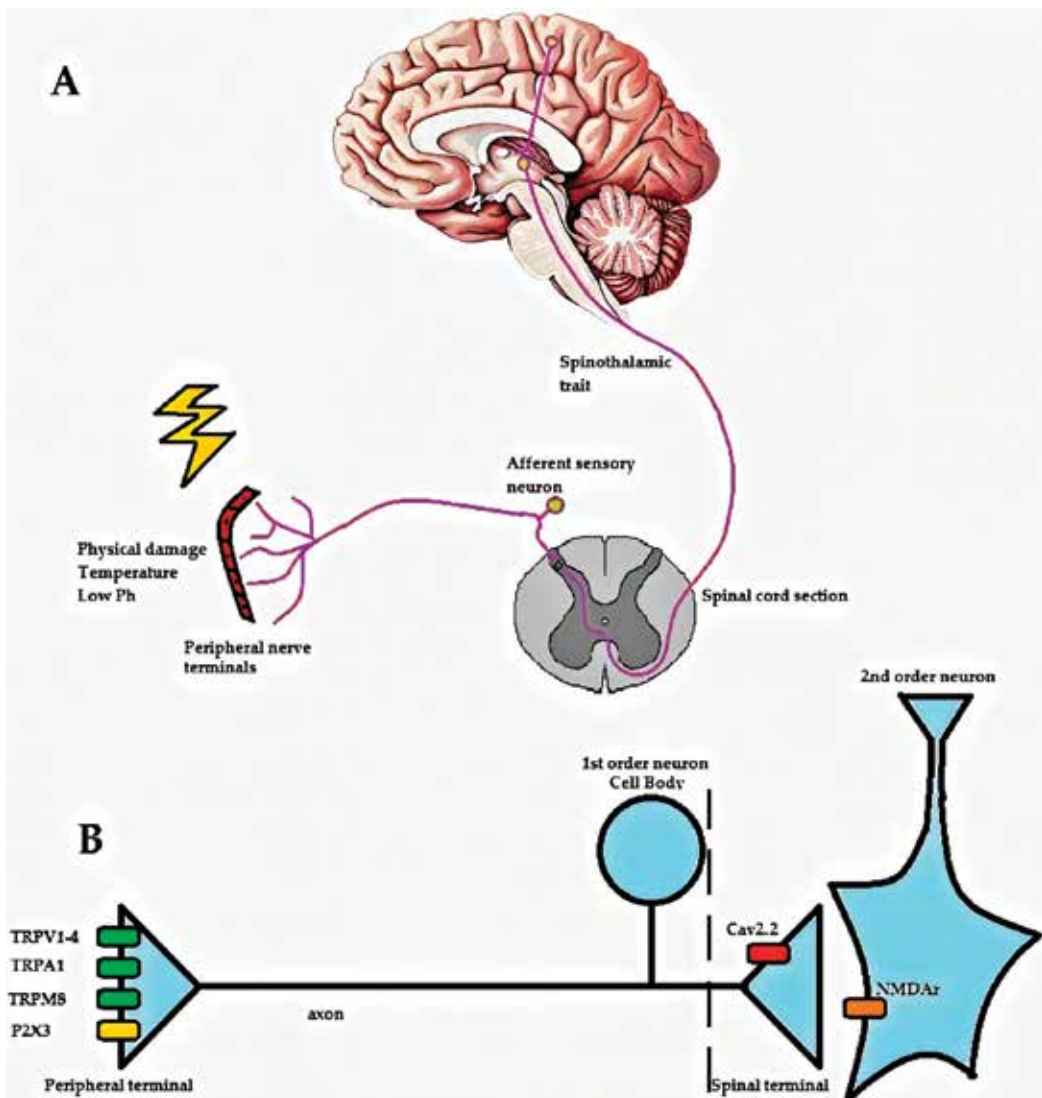 A
Spinothalamic
trait
Afferent sensory
neuron
Physical damage
Temperature
Low Ph
Peripheral nerve
terminals
Spinal cord section
2nd order neuron
1st order neuron
Cell Body
B
TRPV1-4
TRPA1
TRPM8
P2X3
Cav2.2
NMDAr
axon
Peripheral terminal
Spinal terminal